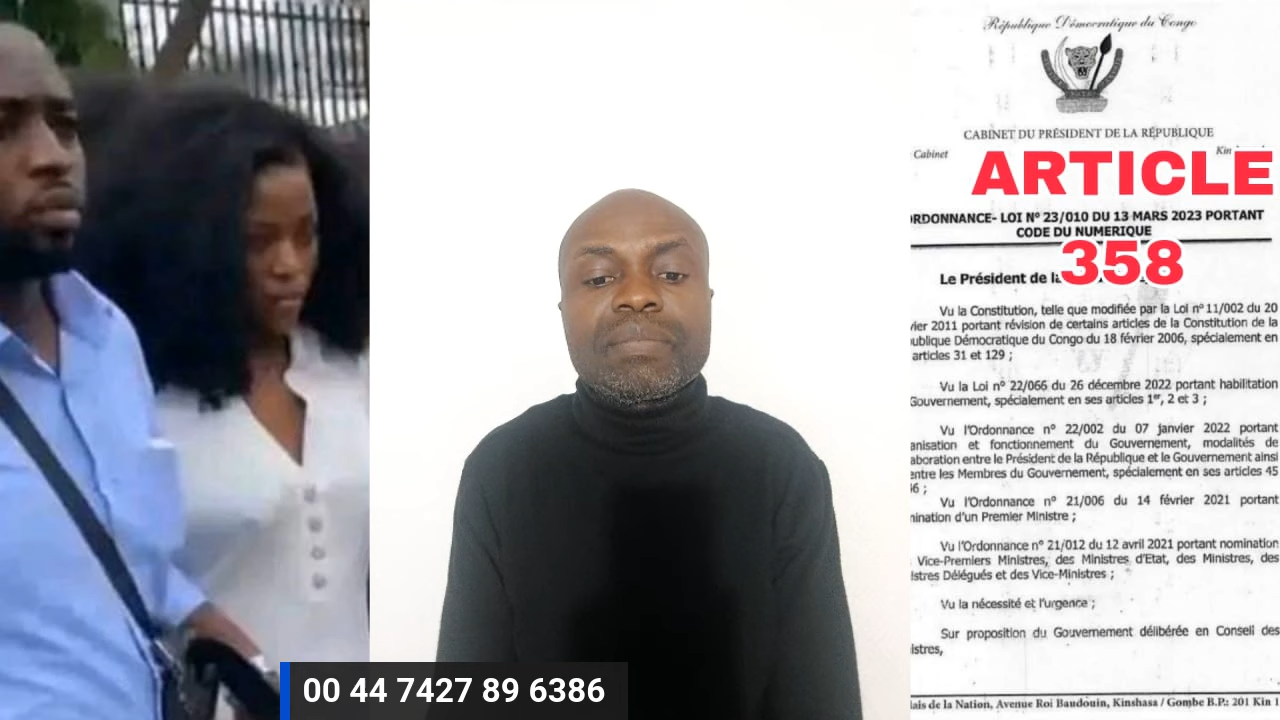 République Démocratique du Congo
CABINET DU PRÉSIDENT DE LA RÉPUBLIQUE
Cabinet
Kin
ARTICLE
RDONNANCE- LOI N° 23/010 DU 13 MARS 2023 PORTANT
CODE DU NUMERIQUE
358
Le Président de la
Vu la Constitution, telle que modifiée par la Loi n° 11/002 du 20
vier 2011 portant révision de certains articles de la Constitution de la
ublique Démocratique du Congo du 18 février 2006, spécialement en
articles 31 et 129 ;
Vu la Loi n° 22/066 du 26 décembre 2022 portant habilitation
Gouvernement, spécialement en ses articles 1er, 2 et 3 ;
Vu l'Ordonnance n° 22/002 du 07 janvier 2022 portant
anisation et fonctionnement du Gouvernement, modalités de
aboration entre le Président de la République et le Gouvernement ainsi
entre les Membres du Gouvernement, spécialement en ses articles 45
46 ;
Vu l'Ordonnance n° 21/006 du 14 février 2021 portant
nination d'un Premier Ministre ;
Vu l'Ordonnance n° 21/012 du 12 avril 2021 portant nomination
Vice-Premiers Ministres, des Ministres d'Etat, des Ministres, des
istres Délégués et des Vice-Ministres ;
Vu la nécessité et l'urgence ;
Sur proposition du Gouvernement délibérée en Conseil des
istres,
lais de la Nation, Avenue Roi Baudouin, Kinshasa / Gombe B.P.: 201 Kin 1
00 44 7427 89 6386